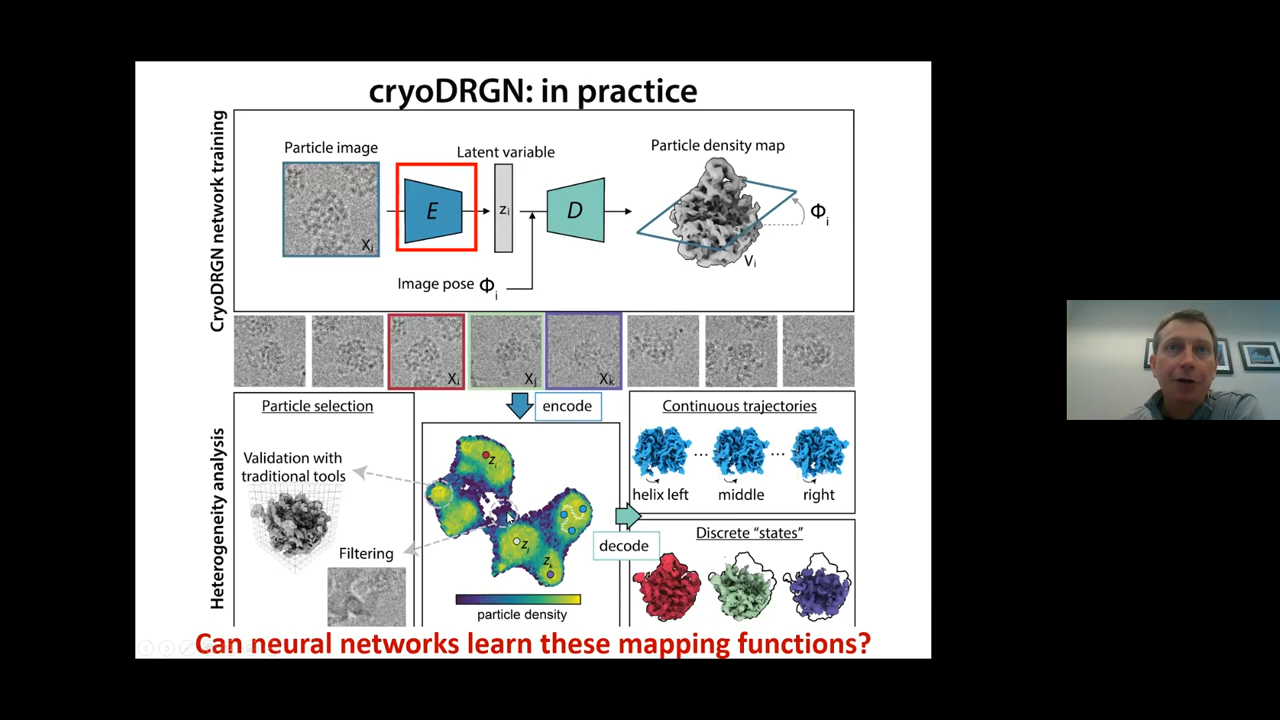 cryoDRGN: in practice
CryoDRGN network training
Particle image
Latent variable
Particle density map
Xi
E
zi
D
Φi
Vi
Image pose Φi
Xi
Xj
Xk
encode
Heterogeneity analysis
Particle selection
Validation with
traditional tools
Filtering
zi
zj
zk
particle density
decode
Continuous trajectories
... ...
helix left middle right
Discrete “states”
Can neural networks learn these mapping functions?